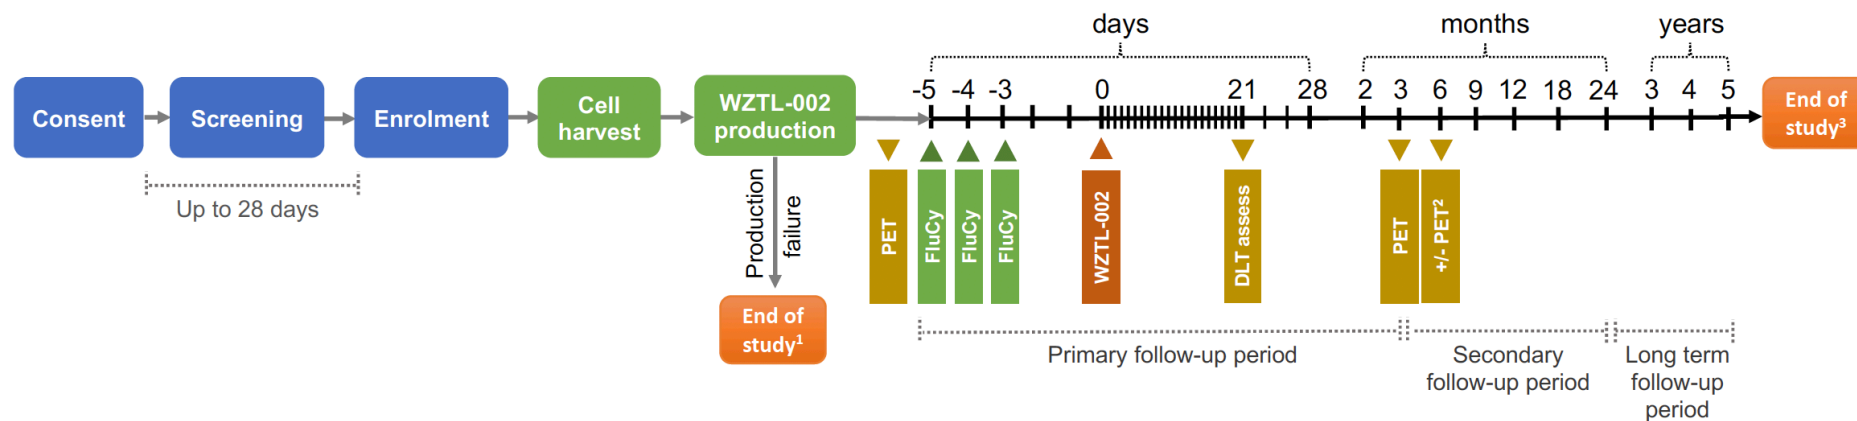 days
months
years
-5 -4 -3 0 21 28 2 3 6 9 12 18 24 3 4 5
Consent
Screening
Enrolment
Cell
harvest
WZTL-002
production
End of
study³
Up to 28 days
Production
failure
End of
study¹
PET
FluCy
FluCy
FluCy
WZTL-002
DLT assess
PET
+/- PET²
Primary follow-up period
Secondary
follow-up period
Long term
follow-up
period